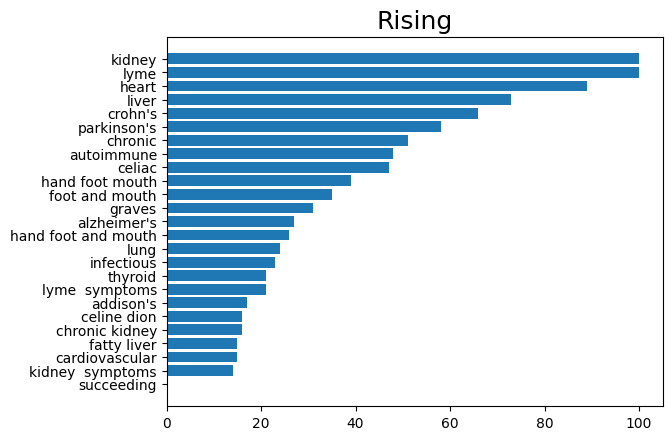 Rising
kidney
lyme
heart
liver
crohn's
parkinson's
chronic
autoimmune
celiac
hand foot mouth
foot and mouth
graves
alzheimer's
hand foot and mouth
lung
infectious
thyroid
lyme  symptoms
addison's
celine dion
chronic kidney
fatty liver
cardiovascular
kidney  symptoms
succeeding
0 20 40 60 80 100